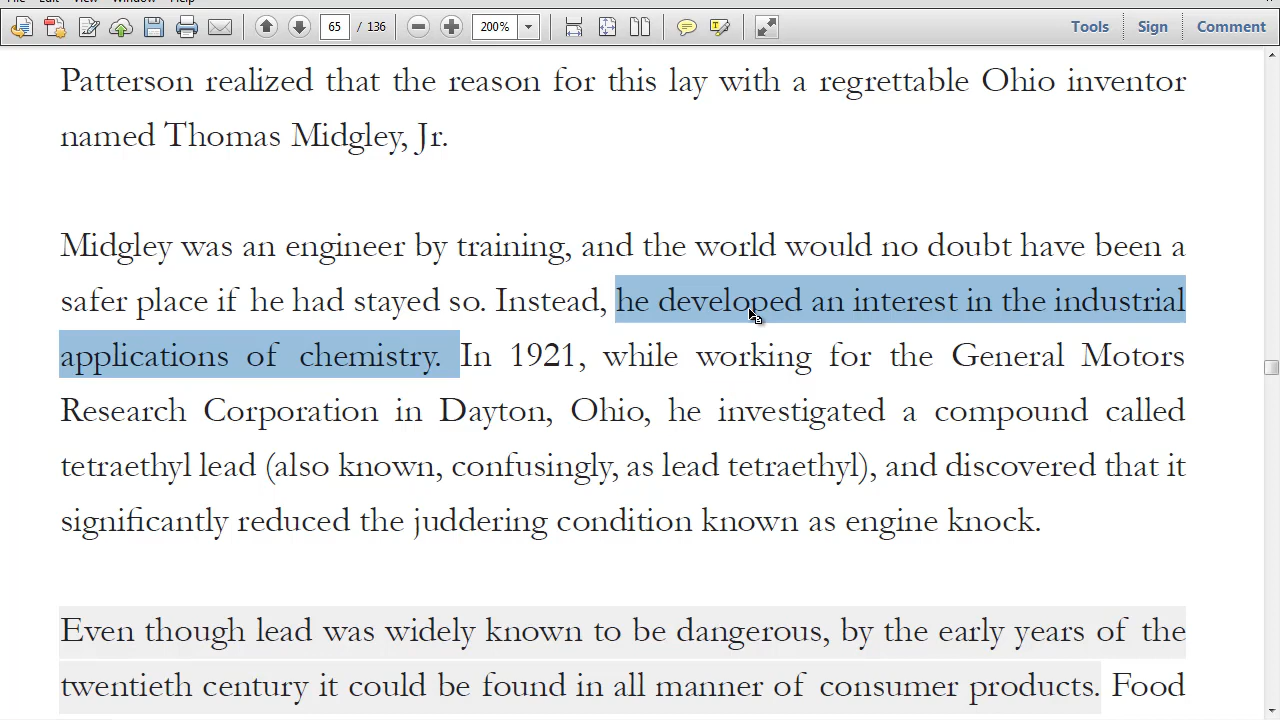 File Edit View Window Help
65 / 136 200% Tools Sign Comment
Patterson realized that the reason for this lay with a regrettable Ohio inventor
named Thomas Midgley, Jr.
Midgley was an engineer by training, and the world would no doubt have been a
safer place if he had stayed so. Instead, he developed an interest in the industrial
applications of chemistry. In 1921, while working for the General Motors
Research Corporation in Dayton, Ohio, he investigated a compound called
tetraethyl lead (also known, confusingly, as lead tetraethyl), and discovered that it
significantly reduced the juddering condition known as engine knock.
Even though lead was widely known to be dangerous, by the early years of the
twentieth century it could be found in all manner of consumer products. Food